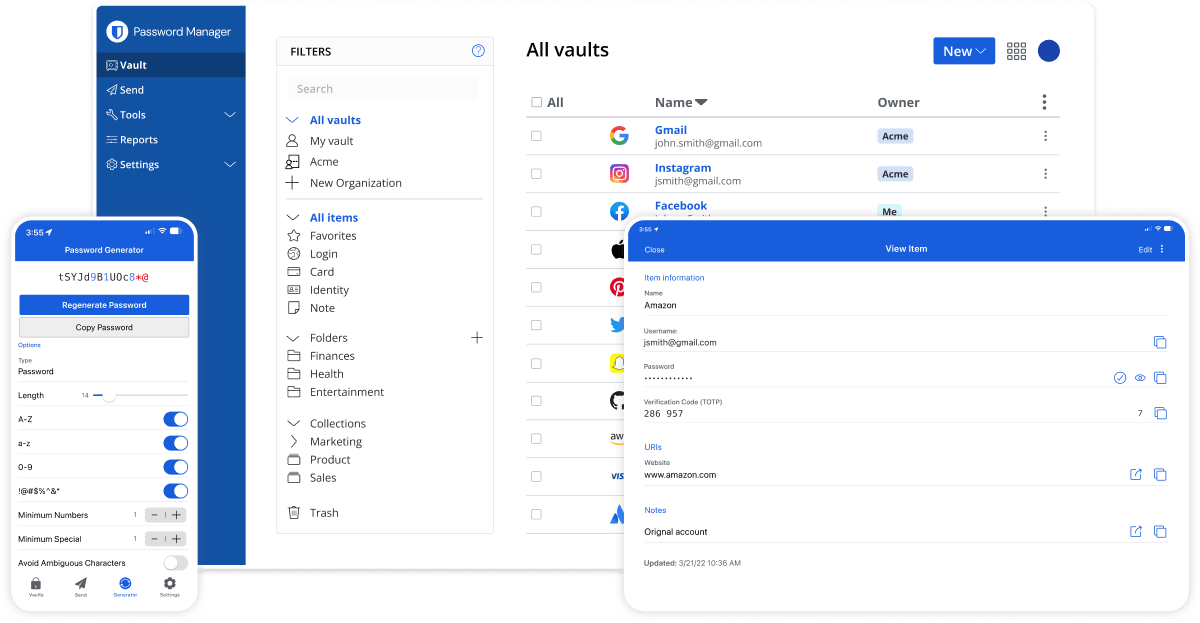 Password Manager
Vault
Send
Tools
Reports
Settings
FILTERS
Search
All vaults
My vault
Acme
New Organization
All items
Favorites
Login
Card
Identity
Note
Folders
Finances
Health
Entertainment
Collections
Marketing
Product
Sales
Trash
All vaults
New
All Name Owner
Gmail
john.smith@gmail.com
Acme
Instagram
jsmith@gmail.com
Acme
Facebook
Me
3:55
Password Generator
tSYJd9B1UOc8*@
Regenerate Password
Copy Password
Options
Type
Password
Length 14
A-Z
a-z
0-9
!@#$%^&*
Minimum Numbers 1
Minimum Special 1
Avoid Ambiguous Characters
Vaults Send Generator Settings
3:55
Close View Item Edit
Item information
Name
Amazon
Username:
jsmith@gmail.com
Password
••••••••••••
Verification Code (TOTP)
286 957 7
URIs
Website
www.amazon.com
Notes
Orignal account
Updated: 3/21/22 10:36 AM